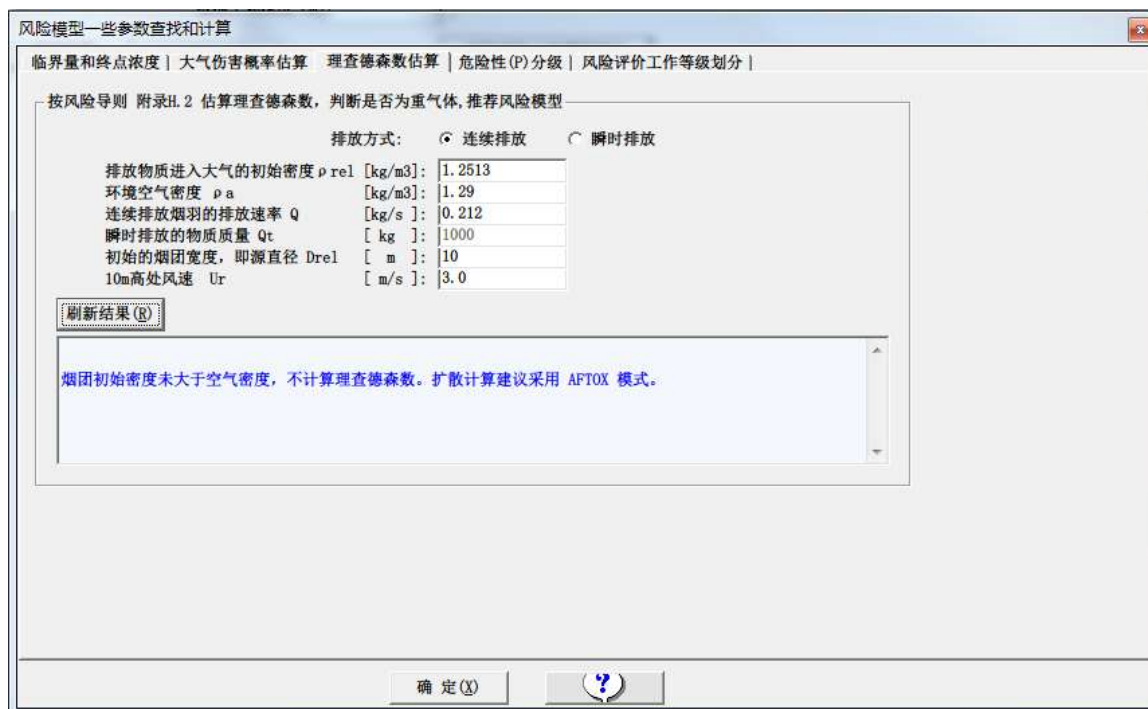 风险模型一些参数查找和计算
临界量和终点浓度 | 大气伤害概率估算 理查德森数估算 | 危险性(P)分级 | 风险评价工作等级划分 |
按风险导则 附录H.2 估算理查德森数，判断是否为重气体,推荐风险模型
排放方式: 连续排放 瞬时排放
排放物质进入大气的初始密度ρrel [kg/m3]: 1.2513
环境空气密度 ρa [kg/m3]: 1.29
连续排放烟羽的排放速率 Q [kg/s ]: 0.212
瞬时排放的物质质量 Qt [ kg ]: 1000
初始的烟团宽度，即源直径 Drel [ m ]: 10
10m高处风速 Ur [ m/s ]: 3.0
刷新结果(R)
烟团初始密度未大于空气密度，不计算理查德森数。扩散计算建议采用 AFTOX 模式。
确 定(X) ?